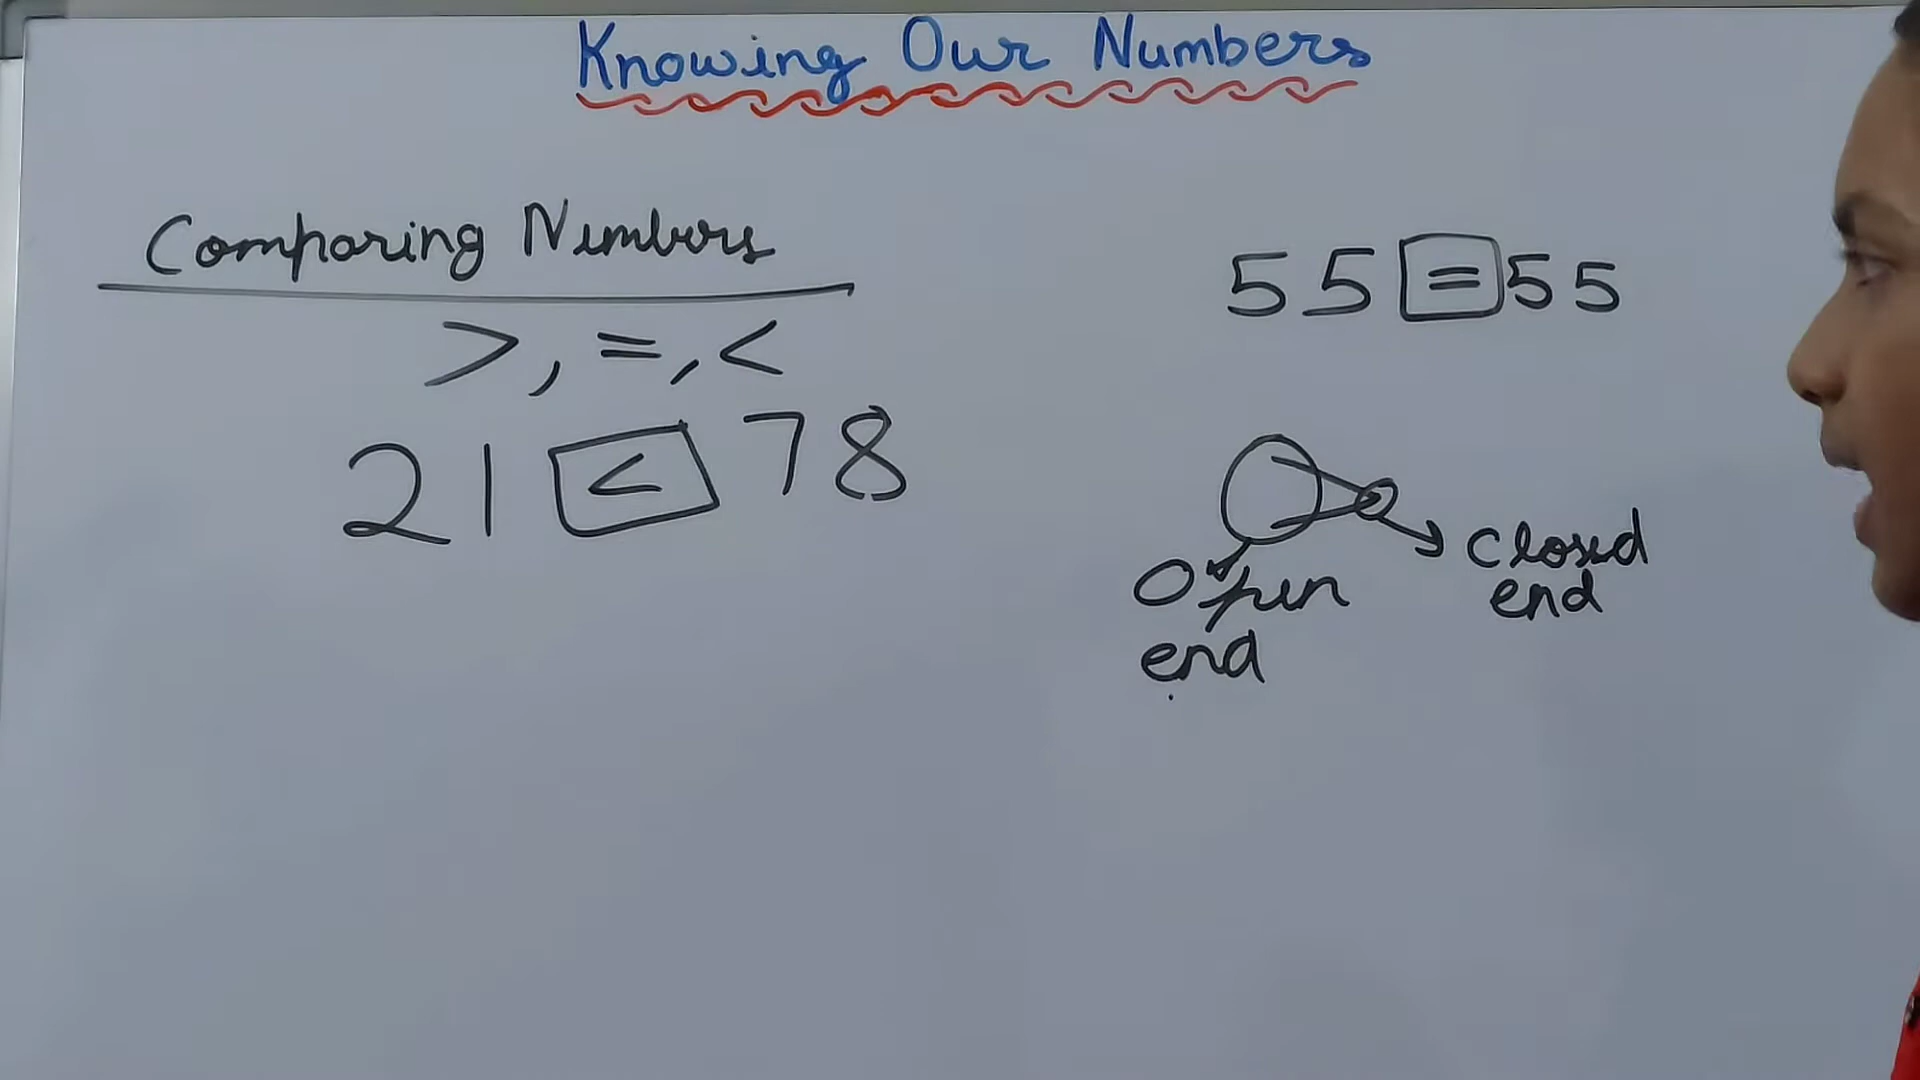 Knowing Our Numbers
Comparing Numbers
>, =, <
21 < 78
55 = 55
Open end
closed end